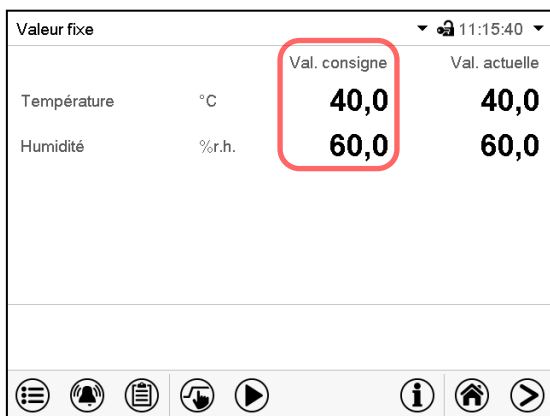 Valeur fixe 11:15:40
Val. consigne Val. actuelle
Température °C 40,0 40,0
Humidité %r.h. 60,0 60,0